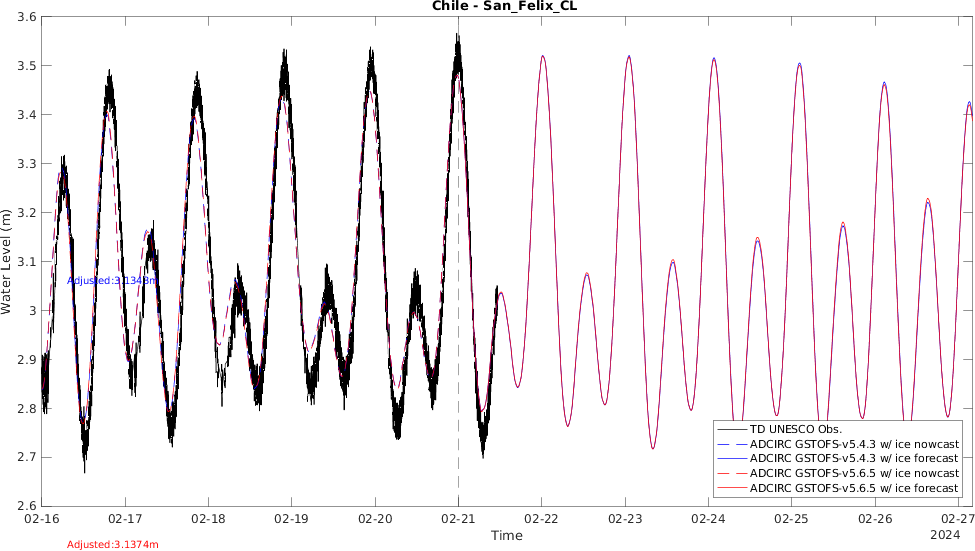 Chile - San_Felix_CL
3.6
3.5
3.4
3.3
3.2
3.1
3
2.9
2.8
2.7
2.6
Water Level (m)
Adjusted:3.1348m
TD UNESCO Obs.
ADCIRC GSTOFS-v5.4.3 w/ ice nowcast
ADCIRC GSTOFS-v5.4.3 w/ ice forecast
ADCIRC GSTOFS-v5.6.5 w/ ice nowcast
ADCIRC GSTOFS-v5.6.5 w/ ice forecast
02-16 02-17 02-18 02-19 02-20 02-21 02-22 02-23 02-24 02-25 02-26 02-27
Time
2024
Adjusted:3.1374m